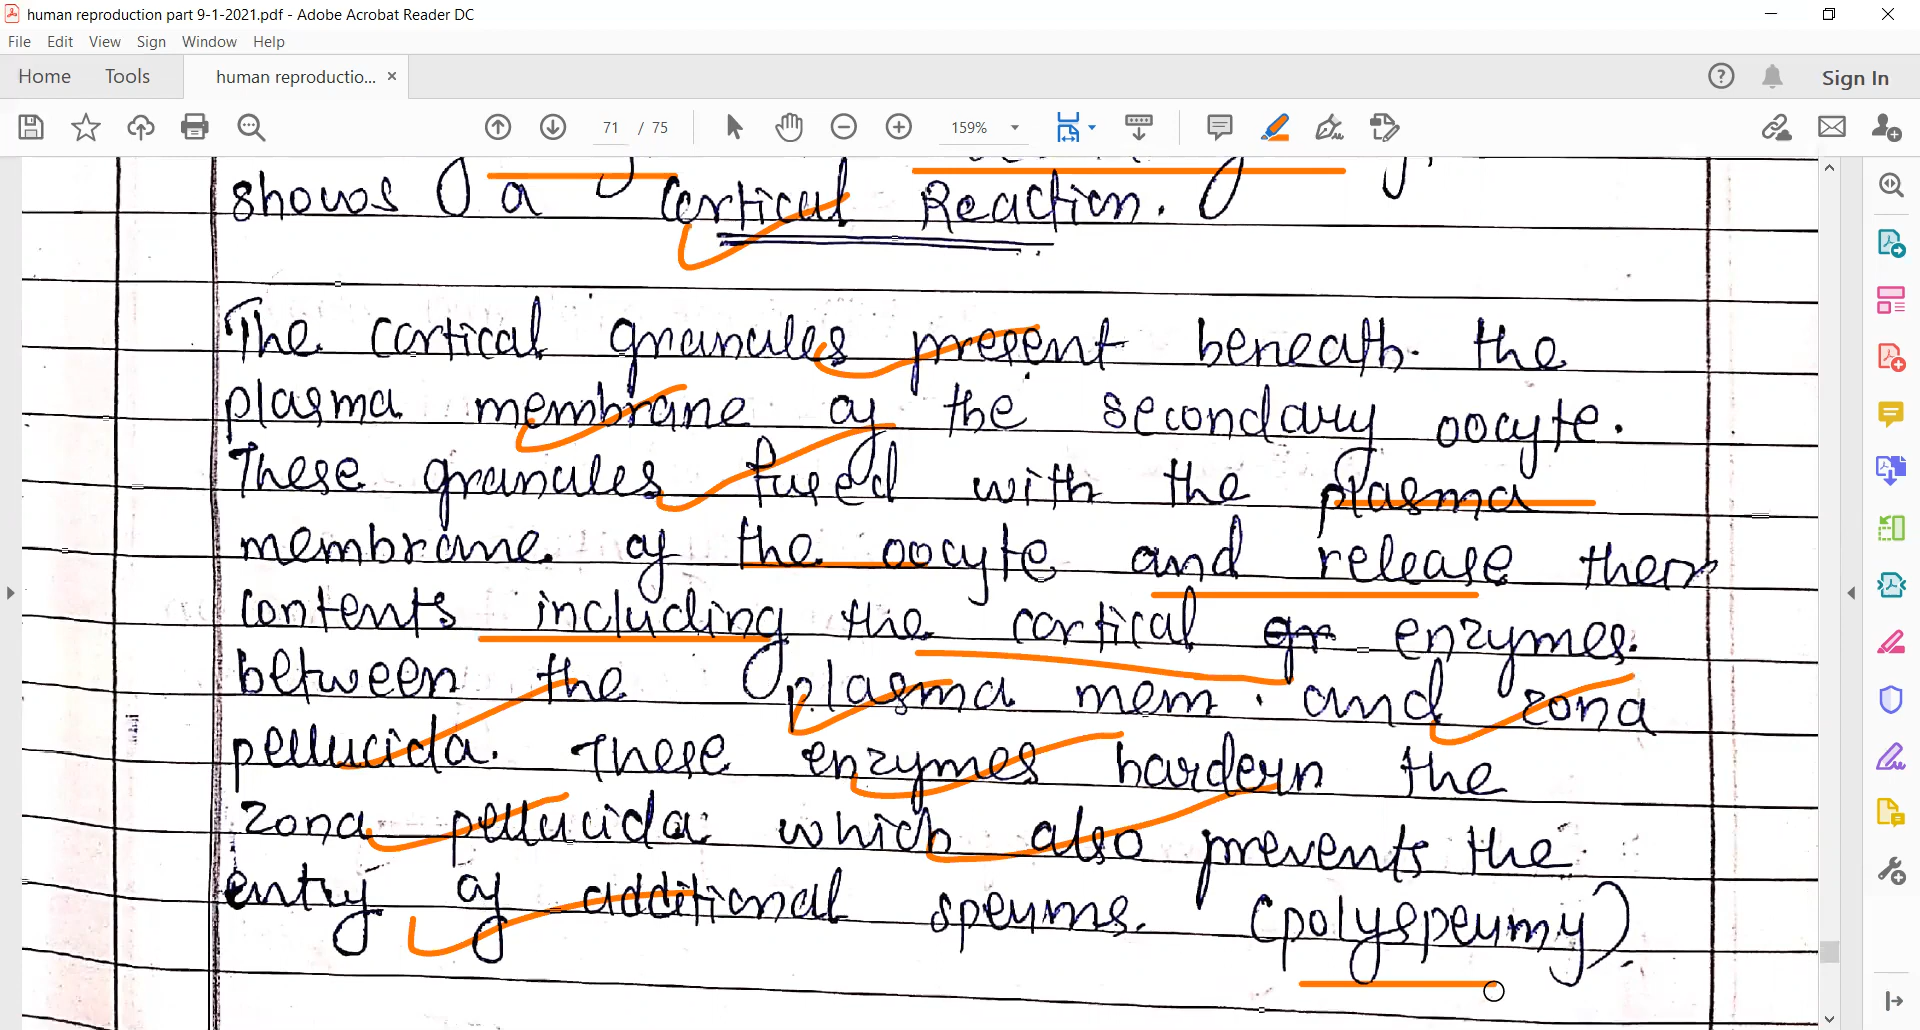 human reproduction part 9-1-2021.pdf - Adobe Acrobat Reader DC
File Edit View Sign Window Help
Home Tools human reproductio... × Sign In
71 / 75 159%
shows a Cortical Reaction.
The cortical granules present beneath the
plasma membrane of the secondary oocyte.
These granules fused with the plasma
membrane of the oocyte and release their
contents including the cortical gr enzymes.
between the plasma mem. and zona
pellucida. These enzymes hardern the
zona pellucida which also prevents the
entry of additional sperms. (polyspermy).